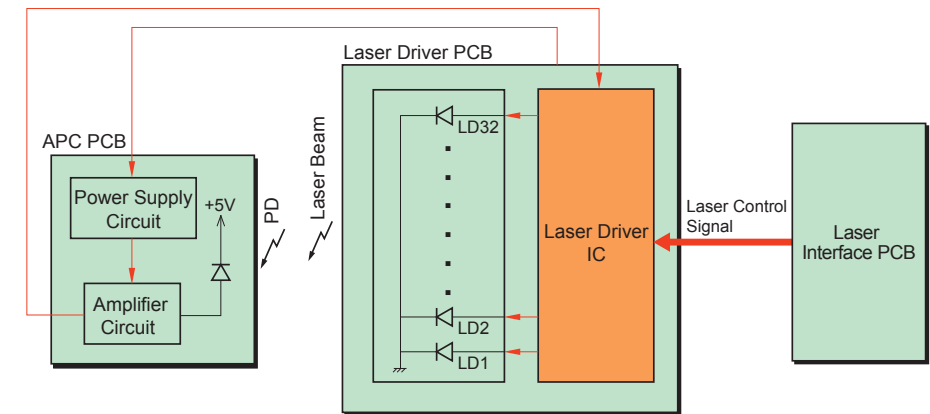 Laser Driver PCB
LD32
APC PCB
Power Supply
Circuit
+5V
PD
Laser Beam
Laser Driver
IC
Laser Control
Signal
Laser
Interface PCB
Amplifier
Circuit
LD2
LD1